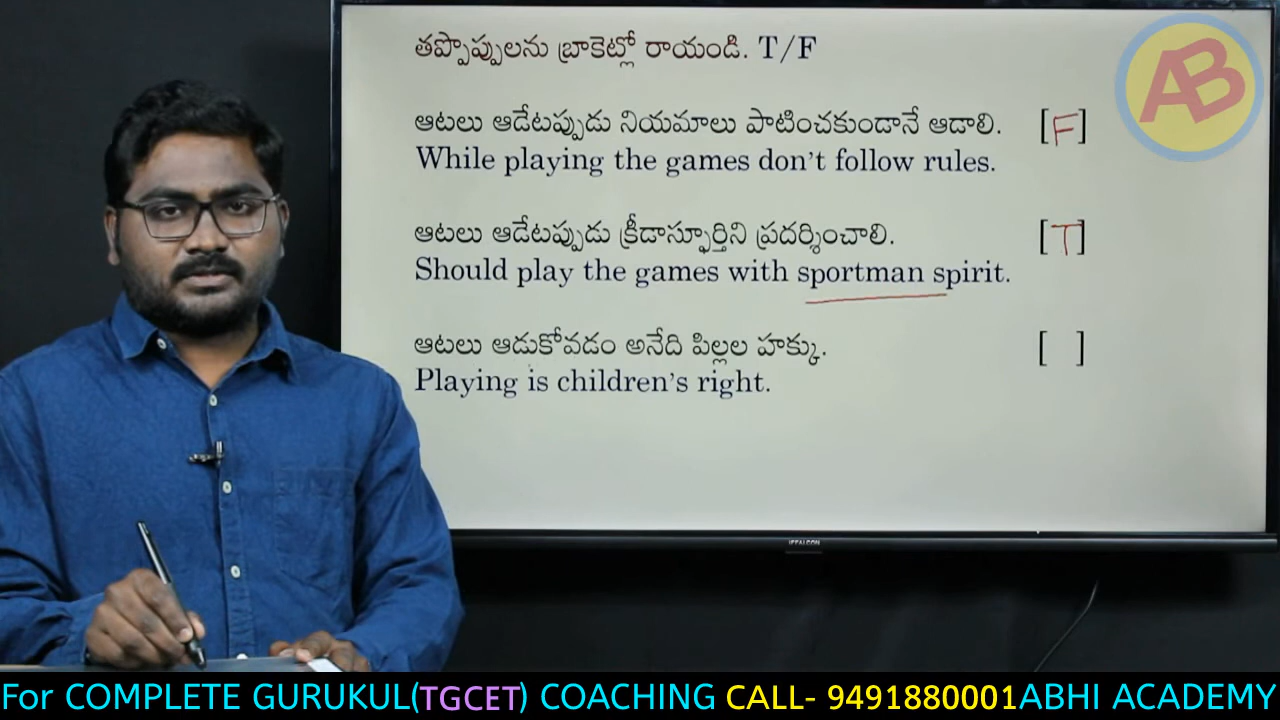 తప్పొప్పులను బ్రాకెట్లో రాయండి. T/F
ఆటలు ఆడేటప్పుడు నియమాలు పాటించకుండానే ఆడాలి. [F]
While playing the games don't follow rules.
ఆటలు ఆడేటప్పుడు క్రీడాస్ఫూర్తిని ప్రదర్శించాలి. [T]
Should play the games with sportman spirit.
ఆటలు ఆడుకోవడం అనేది పిల్లల హక్కు. [ ]
Playing is children's right.
AB
IFFALCON
For COMPLETE GURUKUL(TGCET) COACHING CALL- 9491880001ABHI ACADEMY